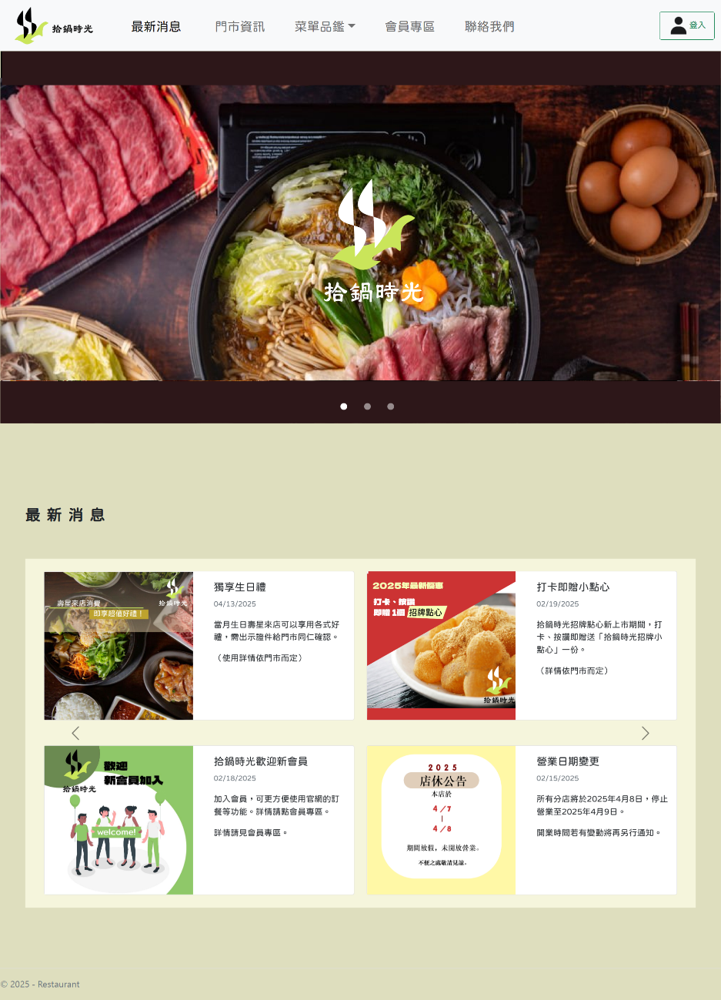 拾鍋時光
最新消息
門市資訊
菜單品鑑
會員專區
聯絡我們
登入
拾鍋時光
最新消息
壽星來店消費
即享超值好禮！
拾鍋時光
獨享生日禮
04/13/2025
當月生日壽星來店可以享用各式好
禮，需出示證件給門市同仁確認。
（使用詳情依門市而定）
2025年最新優惠
打卡、按讚
即贈 1個 招牌點心
拾鍋時光
打卡即贈小點心
02/19/2025
拾鍋時光招牌點心新上市期間，打
卡、按讚即贈送「拾鍋時光招牌小
點心」一份。
（詳情依門市而定）
拾鍋時光
歡迎
新會員加入
welcome!
拾鍋時光歡迎新會員
02/18/2025
加入會員，可更方便使用官網的訂
餐等功能。詳情請點會員專區。
詳情請見會員專區。
2025
店休公告
本店於
4/7
|
4/8
期間放假，未開放營業。
不便之處敬請見諒。
營業日期變更
02/15/2025
所有分店將於2025年4月8日，停止
營業至2025年4月9日。
開業時間若有變動將再另行通知。
© 2025 - Restaurant